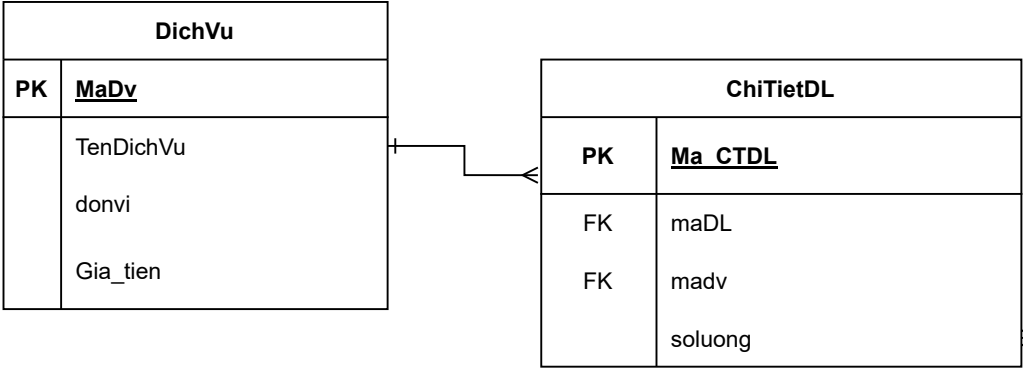 DichVu
PK MaDv
TenDichVu
donvi
Gia_tien
ChiTietDL
PK Ma_CTDL
FK maDL
FK madv
soluong